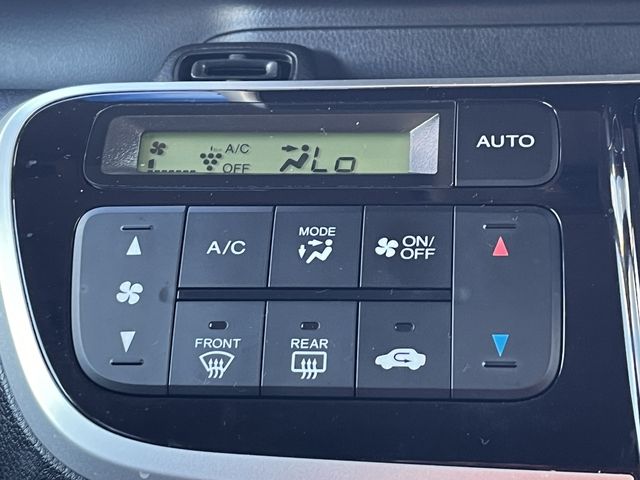 A/C
OFF
Lo
AUTO
A/C
MODE
ON/
OFF
FRONT
REAR